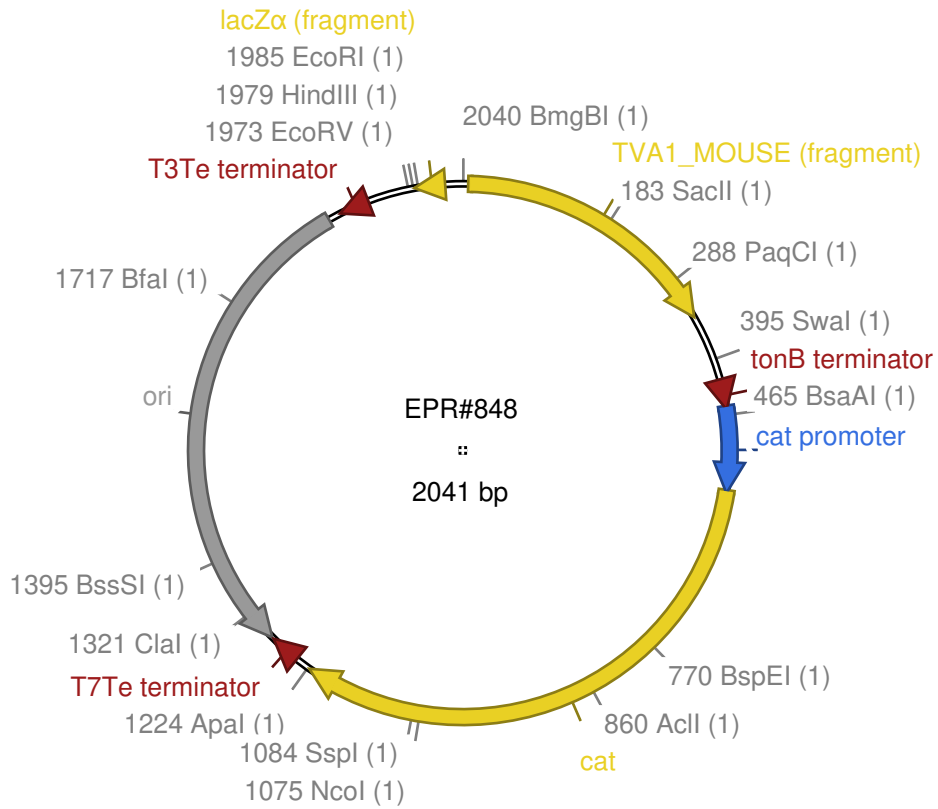 lacZα (fragment)
1985 EcoRI (1)
1979 HindIII (1)
1973 EcoRV (1)
T3Te terminator
2040 BmgBI (1)
TVA1_MOUSE (fragment)
183 SacII (1)
288 PaqCI (1)
1717 BfaI (1)
395 SwaI (1)
tonB terminator
465 BsaAI (1)
ori
EPR#848
cat promoter
2041 bp
1395 BssSI (1)
1321 ClaI (1)
770 BspEI (1)
T7Te terminator
860 AclI (1)
1224 ApaI (1)
1084 SspI (1)
cat
1075 NcoI (1)